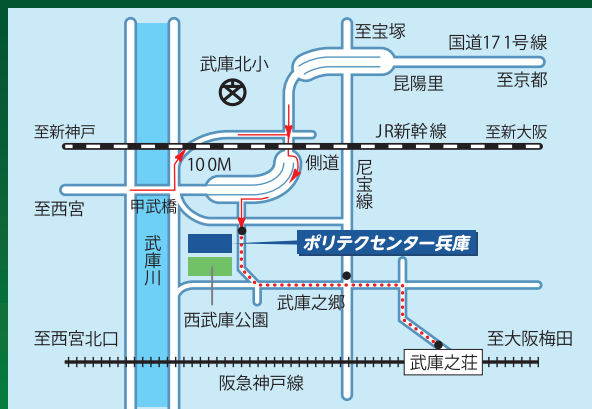 至宝塚
国道171号線
武庫北小
昆陽里
至京都
至新神戸
JR新幹線
至新大阪
100M
側道
尼宝線
至西宮
甲武橋
武庫川
ポリテクセンター兵庫
武庫之郷
西武庫公園
至西宮北口
至大阪梅田
武庫之荘
阪急神戸線